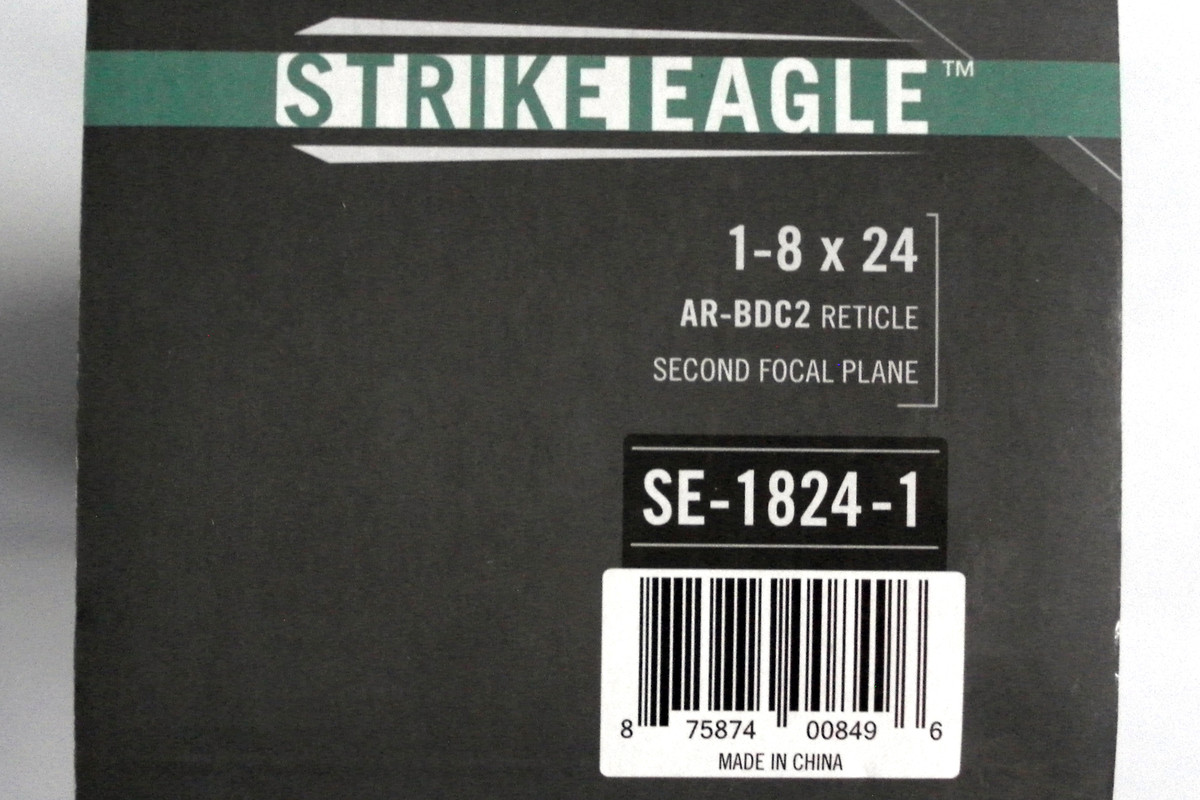 STRIKE EAGLE™
1-8 x 24
AR-BDC2 RETICLE
SECOND FOCAL PLANE
SE-1824-1
8 75874 00849 6
MADE IN CHINA